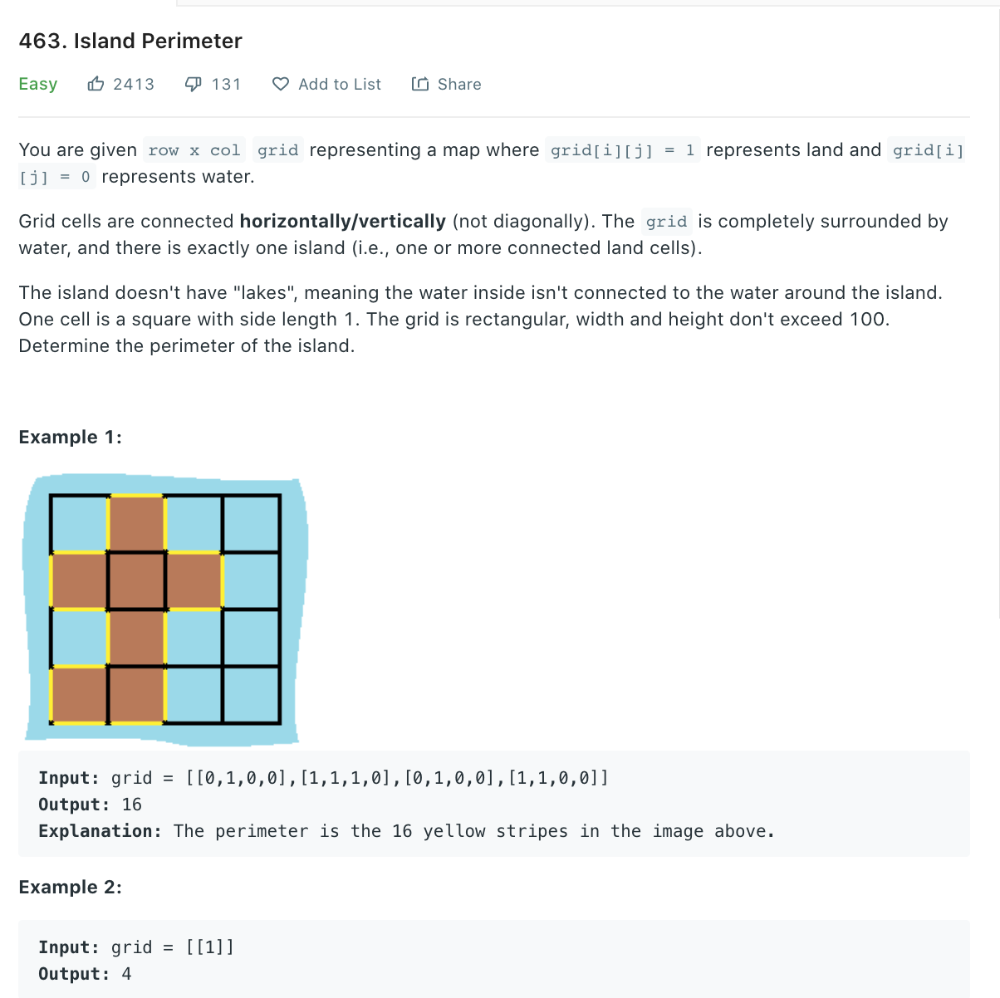 463. Island Perimeter
Easy 2413 131 Add to List Share
You are given row x col grid representing a map where grid[i][j] = 1 represents land and grid[i]
[j] = 0 represents water.
Grid cells are connected horizontally/vertically (not diagonally). The grid is completely surrounded by
water, and there is exactly one island (i.e., one or more connected land cells).
The island doesn't have "lakes", meaning the water inside isn't connected to the water around the island.
One cell is a square with side length 1. The grid is rectangular, width and height don't exceed 100.
Determine the perimeter of the island.
Example 1:
Input: grid = [[0,1,0,0],[1,1,1,0],[0,1,0,0],[1,1,0,0]]
Output: 16
Explanation: The perimeter is the 16 yellow stripes in the image above.
Example 2:
Input: grid = [[1]]
Output: 4